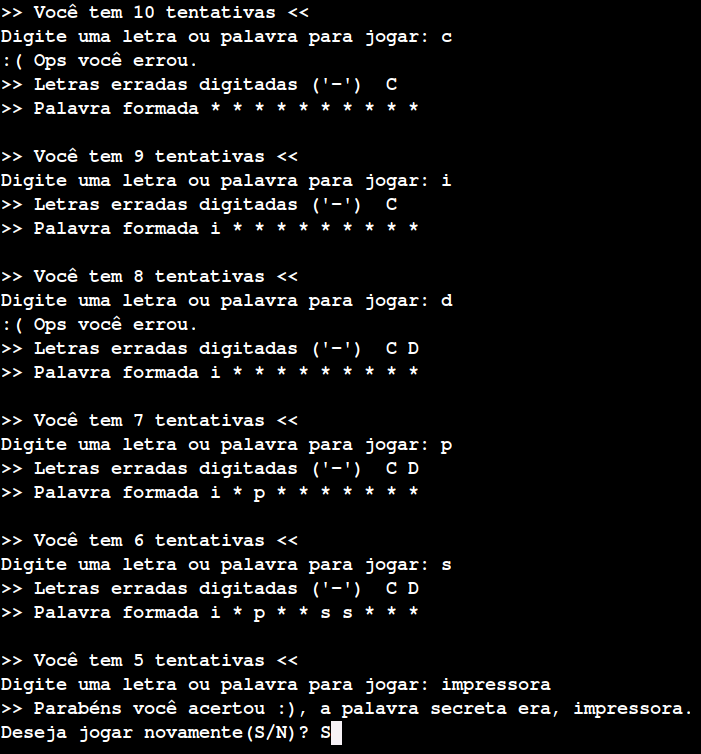 >> Você tem 10 tentativas <<
Digite uma letra ou palavra para jogar: c
:( Ops você errou.
>> Letras erradas digitadas ('-')  C
>> Palavra formada * * * * * * * * * *
>> Você tem 9 tentativas <<
Digite uma letra ou palavra para jogar: i
>> Letras erradas digitadas ('-')  C
>> Palavra formada i * * * * * * * * *
>> Você tem 8 tentativas <<
Digite uma letra ou palavra para jogar: d
:( Ops você errou.
>> Letras erradas digitadas ('-')  C D
>> Palavra formada i * * * * * * * * *
>> Você tem 7 tentativas <<
Digite uma letra ou palavra para jogar: p
>> Letras erradas digitadas ('-')  C D
>> Palavra formada i * p * * * * * * *
>> Você tem 6 tentativas <<
Digite uma letra ou palavra para jogar: s
>> Letras erradas digitadas ('-')  C D
>> Palavra formada i * p * * s s * * *
>> Você tem 5 tentativas <<
Digite uma letra ou palavra para jogar: impressora
>> Parabéns você acertou :), a palavra secreta era, impressora.
Deseja jogar novamente(S/N)? S